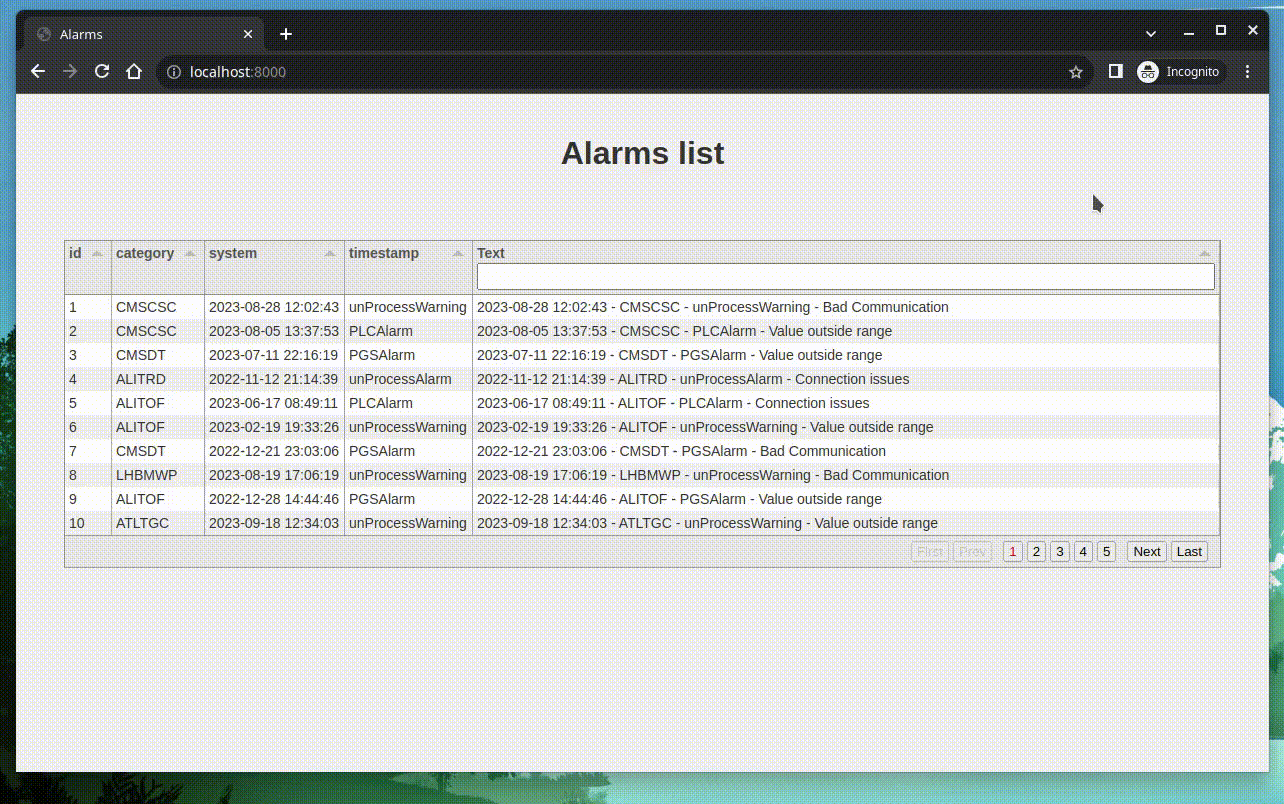 Alarms
localhost:8000
Incognito
Alarms list
id category system timestamp Text
1 CMSCSC 2023-08-28 12:02:43 unProcessWarning 2023-08-28 12:02:43 - CMSCSC - unProcessWarning - Bad Communication
2 CMSCSC 2023-08-05 13:37:53 PLCAlarm 2023-08-05 13:37:53 - CMSCSC - PLCAlarm - Value outside range
3 CMSDT 2023-07-11 22:16:19 PGSAlarm 2023-07-11 22:16:19 - CMSDT - PGSAlarm - Value outside range
4 ALITRD 2022-11-12 21:14:39 unProcessAlarm 2022-11-12 21:14:39 - ALITRD - unProcessAlarm - Connection issues
5 ALITOF 2023-06-17 08:49:11 PLCAlarm 2023-06-17 08:49:11 - ALITOF - PLCAlarm - Connection issues
6 ALITOF 2023-02-19 19:33:26 unProcessWarning 2023-02-19 19:33:26 - ALITOF - unProcessWarning - Value outside range
7 CMSDT 2022-12-21 23:03:06 PGSAlarm 2022-12-21 23:03:06 - CMSDT - PGSAlarm - Bad Communication
8 LHBMWP 2023-08-19 17:06:19 unProcessWarning 2023-08-19 17:06:19 - LHBMWP - unProcessWarning - Bad Communication
9 ALITOF 2022-12-28 14:44:46 PGSAlarm 2022-12-28 14:44:46 - ALITOF - PGSAlarm - Value outside range
10 ATLTGC 2023-09-18 12:34:03 unProcessWarning 2023-09-18 12:34:03 - ATLTGC - unProcessWarning - Value outside range
First Prev 1 2 3 4 5 Next Last